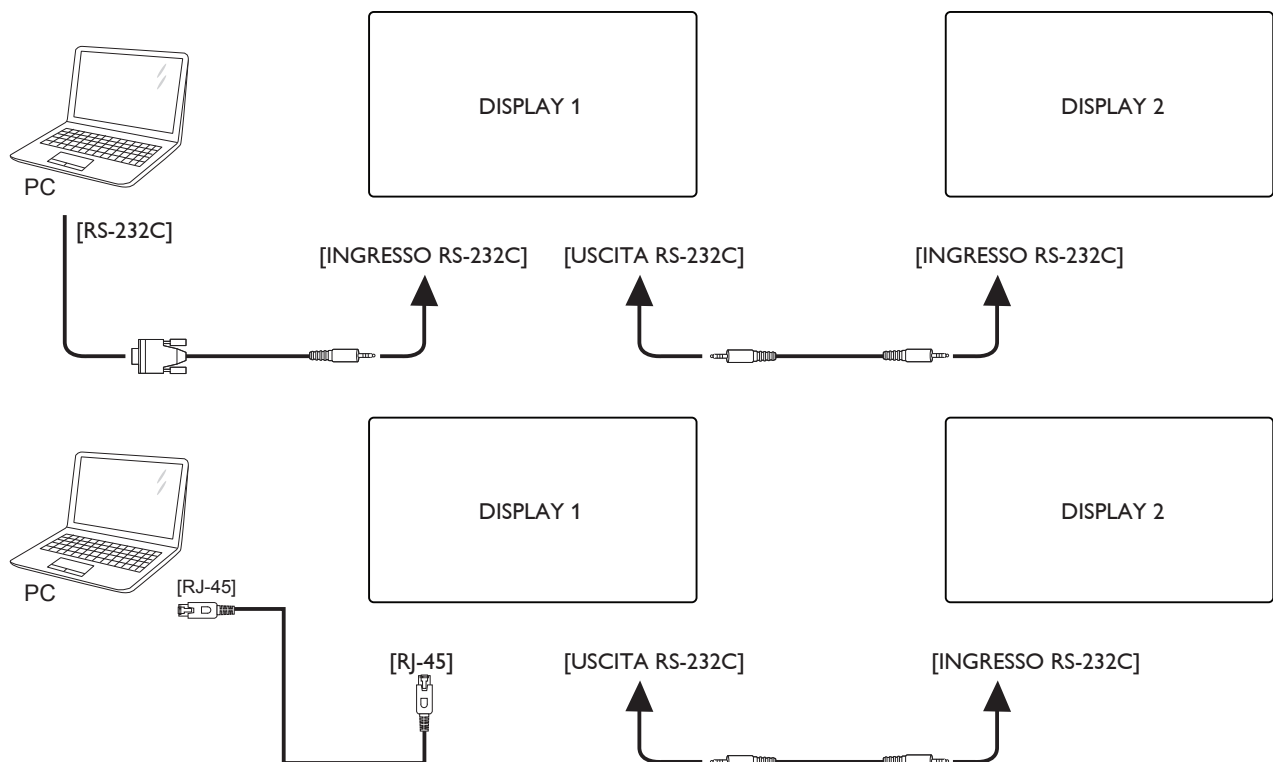 DISPLAY 1
DISPLAY 2
PC
[RS-232C]
[INGRESSO RS-232C]
[USCITA RS-232C]
[INGRESSO RS-232C]
DISPLAY 1
DISPLAY 2
PC
[RJ-45]
[RJ-45]
[USCITA RS-232C]
[INGRESSO RS-232C]